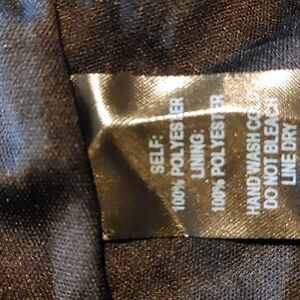 SELF:
100% POLYESTER
LINING:
100% POLYESTER
HAND WASH COLD
DO NOT BLEACH
LINE DRY